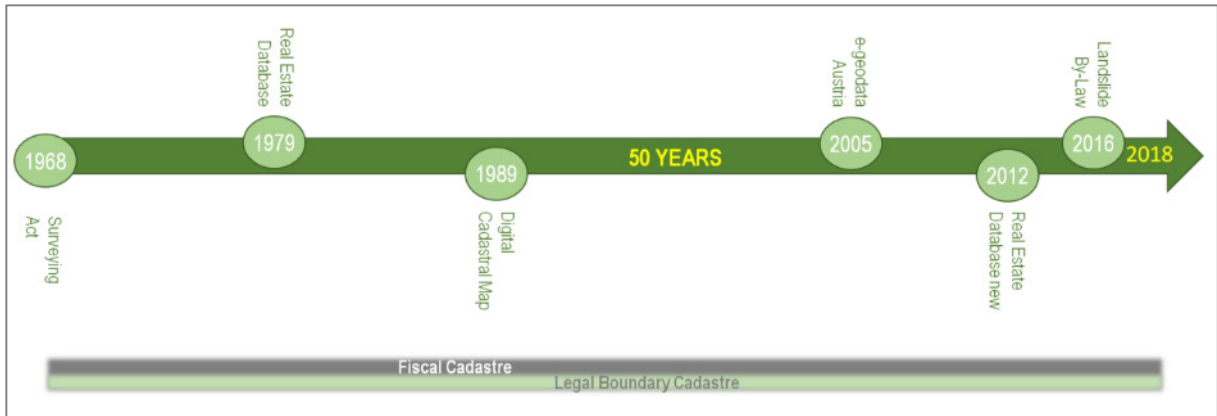 Real Estate
Database
e-geodata
Austria
Landslide
By-Law
1968
1979
1989
50 YEARS
2005
2012
2016
2018
Surveying
Act
Digital
Cadastral Map
Real Estate
Database new
Fiscal Cadastre
Legal Boundary Cadastre